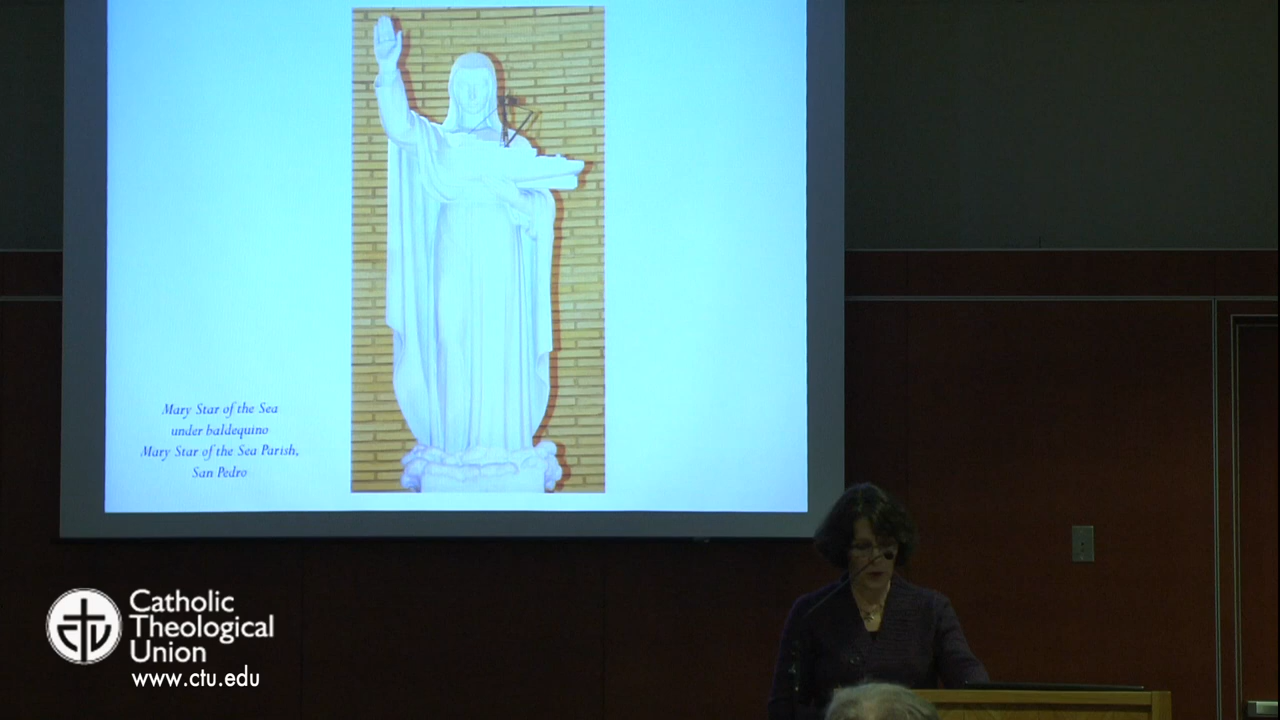 Mary Star of the Sea
under baldequino
Mary Star of the Sea Parish,
San Pedro
Catholic
Theological
Union
www.ctu.edu